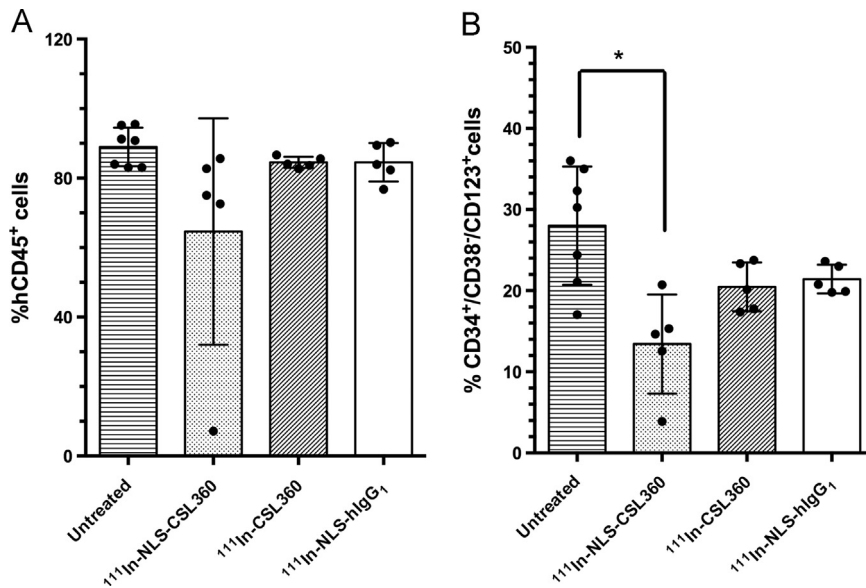 A
%hCD45⁺ cells
120
80
40
0
Untreated
¹¹¹In-NLS-CSL360
¹¹¹In-CSL360
¹¹¹In-NLS-hIgG₁
B
% CD34⁺/CD38⁻/CD123⁺cells
50
40
30
20
10
0
*
Untreated
¹¹¹In-NLS-CSL360
¹¹¹In-CSL360
¹¹¹In-NLS-hIgG₁